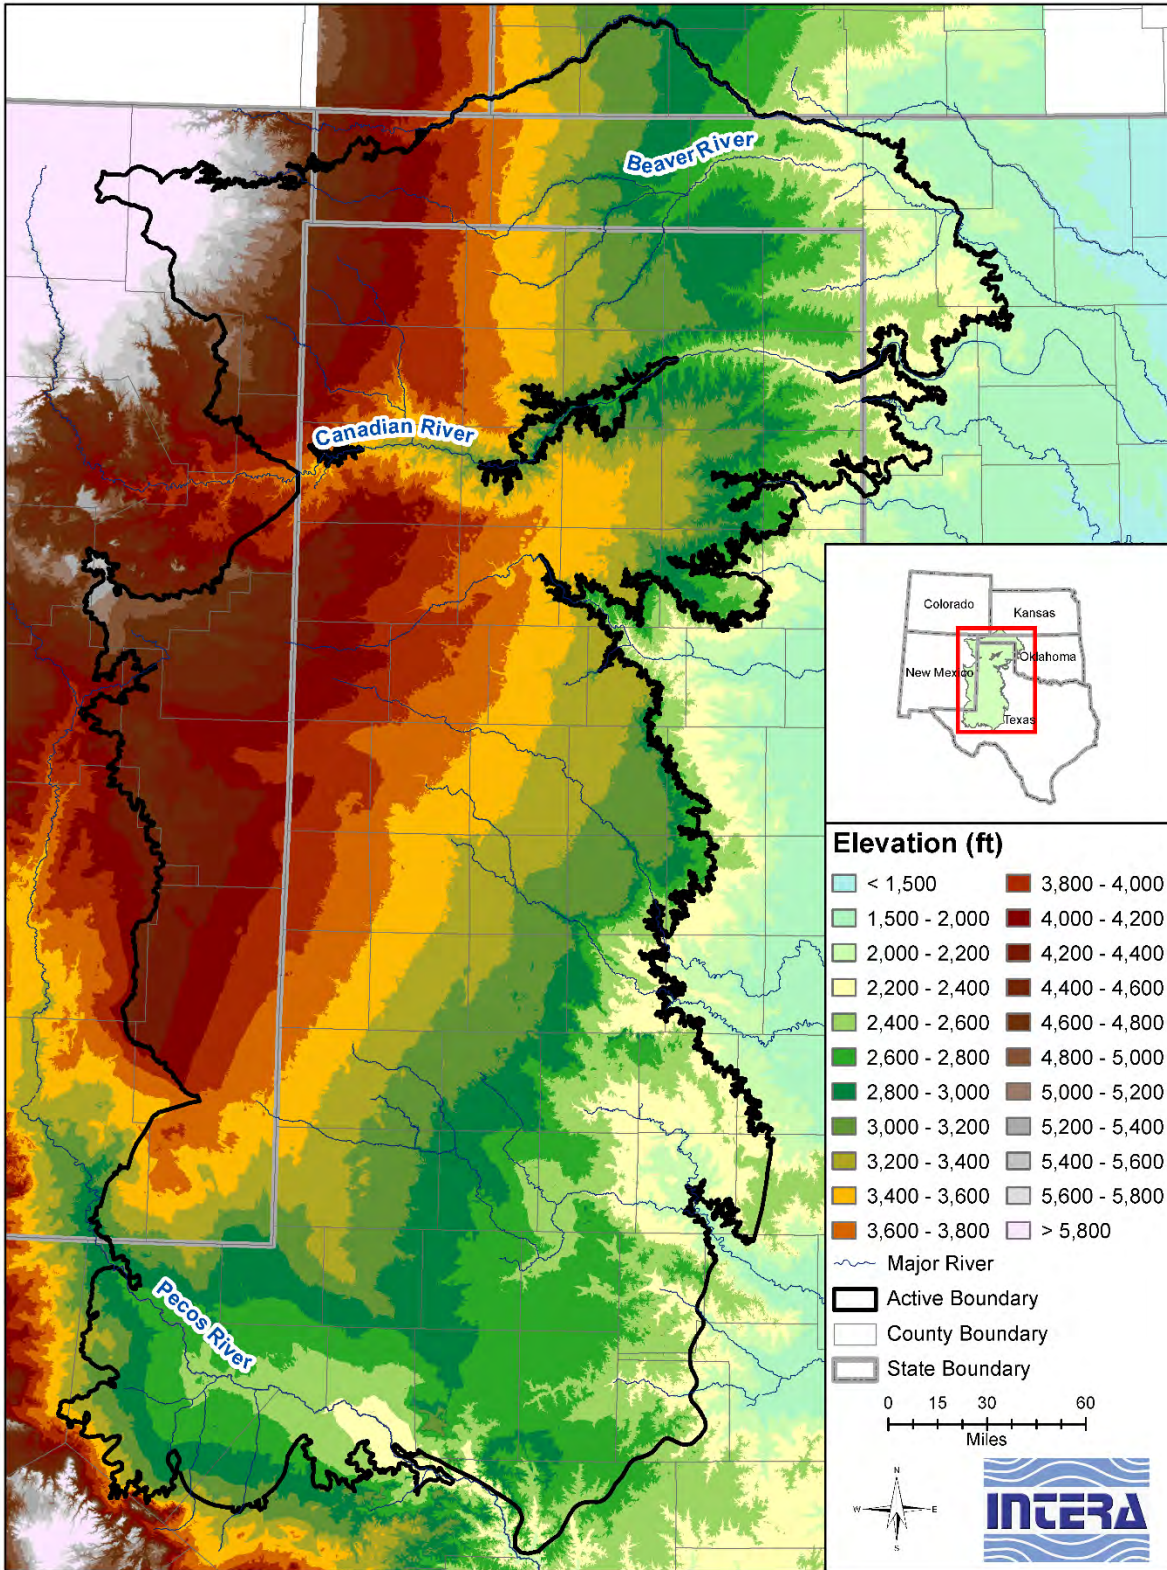 Beaver River
Canadian River
Pecos River
Colorado
Kansas
New Mexico
Oklahoma
Texas
Elevation (ft)
< 1,500
1,500 - 2,000
2,000 - 2,200
2,200 - 2,400
2,400 - 2,600
2,600 - 2,800
2,800 - 3,000
3,000 - 3,200
3,200 - 3,400
3,400 - 3,600
3,600 - 3,800
3,800 - 4,000
4,000 - 4,200
4,200 - 4,400
4,400 - 4,600
4,600 - 4,800
4,800 - 5,000
5,000 - 5,200
5,200 - 5,400
5,400 - 5,600
5,600 - 5,800
> 5,800
Major River
Active Boundary
County Boundary
State Boundary
0 15 30 60
Miles
N
W E
S
INTERA